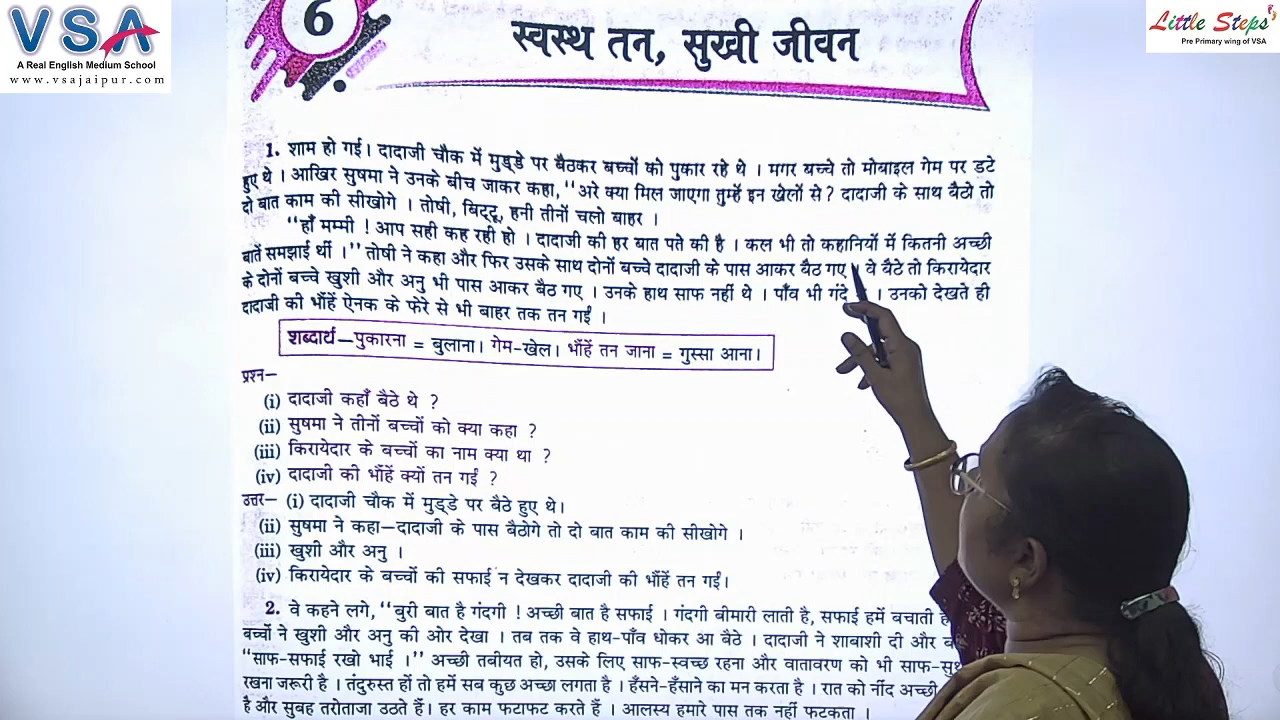 VSA
A Real English Medium School
www.vsajaipur.com
Little Steps
Pre Primary wing of VSA
6
स्वस्थ तन, सुखी जीवन
1. शाम हो गई। दादाजी चौक में मुड्डे पर बैठकर बच्चों को पुकार रहे थे । मगर बच्चे तो मोबाइल गेम पर डटे
हुए थे । आखिर सुषमा ने उनके बीच जाकर कहा, ‘‘अरे क्या मिल जाएगा तुम्हें इन खेलों से? दादाजी के साथ बैठो तो
दो बात काम की सीखोगे । तोषी, बिट्टू, हनी तीनों चलो बाहर ।
‘‘हाँ मम्मी ! आप सही कह रही हो । दादाजी की हर बात पते की है । कल भी तो कहानियों में कितनी अच्छी
बातें समझाई थीं ।’’ तोषी ने कहा और फिर उसके साथ दोनों बच्चे दादाजी के पास आकर बैठ गए । वे बैठे तो किरायेदार
के दोनों बच्चे खुशी और अनु भी पास आकर बैठ गए । उनके हाथ साफ नहीं थे । पाँव भी गंदे । उनको देखते ही
दादाजी की भौंहें ऐनक के फेरे से भी बाहर तक तन गईं ।
शब्दार्थ—पुकारना = बुलाना। गेम-खेल। भौंहें तन जाना = गुस्सा आना।
प्रश्न—
(i) दादाजी कहाँ बैठे थे ?
(ii) सुषमा ने तीनों बच्चों को क्या कहा ?
(iii) किरायेदार के बच्चों का नाम क्या था ?
(iv) दादाजी की भौंहें क्यों तन गईं ?
उत्तर— (i) दादाजी चौक में मुड्डे पर बैठे हुए थे।
(ii) सुषमा ने कहा—दादाजी के पास बैठोगे तो दो बात काम की सीखोगे ।
(iii) खुशी और अनु ।
(iv) किरायेदार के बच्चों की सफाई न देखकर दादाजी की भौंहें तन गईं।
2. वे कहने लगे, ‘‘बुरी बात है गंदगी ! अच्छी बात है सफाई । गंदगी बीमारी लाती है, सफाई हमें बचाती
बच्चों ने खुशी और अनु की ओर देखा । तब तक वे हाथ-पाँव धोकर आ बैठे । दादाजी ने शाबाशी दी और
‘‘साफ-सफाई रखो भाई ।’’ अच्छी तबीयत हो, उसके लिए साफ-स्वच्छ रहना और वातावरण को भी
रखना जरूरी है । तंदुरुस्त हों तो हमें सब कुछ अच्छा लगता है । हँसने-हँसाने का मन करता है । रात को नींद अच्छी
है और सुबह तरोताजा उठते हैं। हर काम फटाफट करते हैं । आलस्य हमारे पास तक नहीं फटकता ।